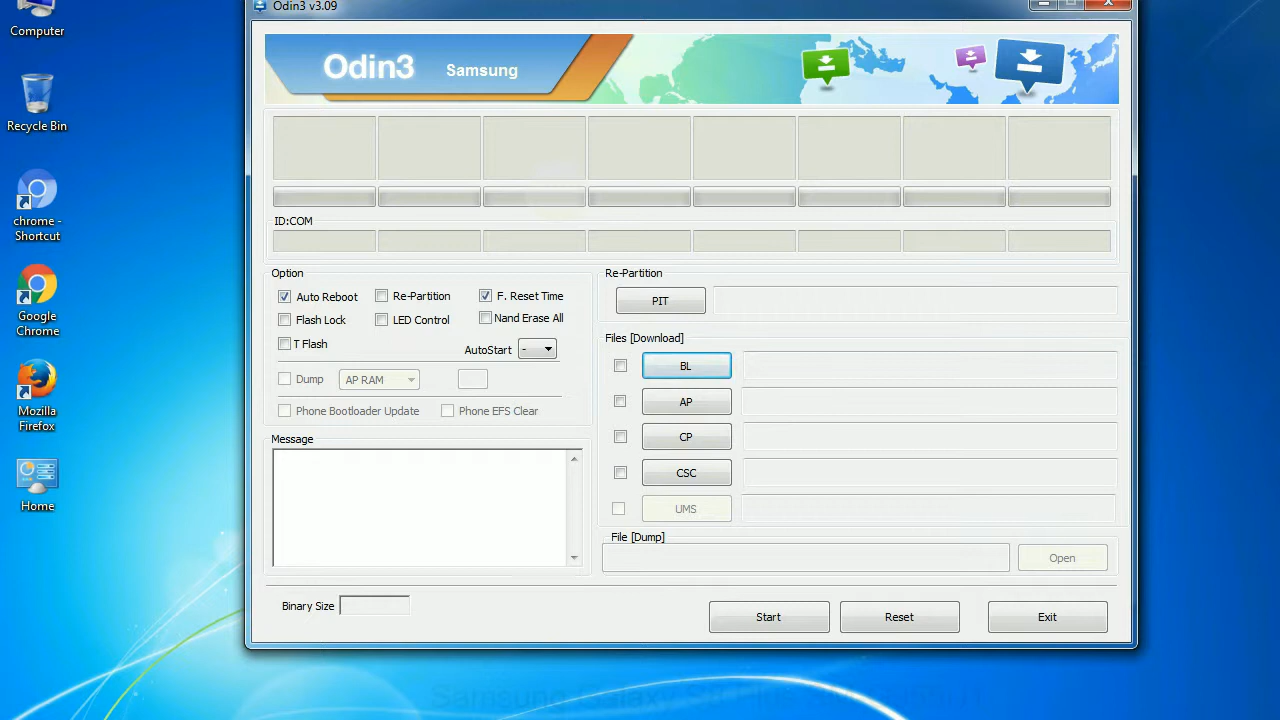 Computer
Recycle Bin
chrome -
Shortcut
Google
Chrome
Mozilla
Firefox
Home
Odin3 v3.09
Odin3 Samsung
ID:COM
Option
Auto Reboot
Re-Partition
F. Reset Time
Flash Lock
LED Control
Nand Erase All
T Flash
AutoStart -
Dump AP RAM
Phone Bootloader Update
Phone EFS Clear
Message
Re-Partition
PIT
Files [Download]
BL
AP
CP
CSC
UMS
File [Dump]
Open
Binary Size
Start
Reset
Exit
Samsung Galaxy